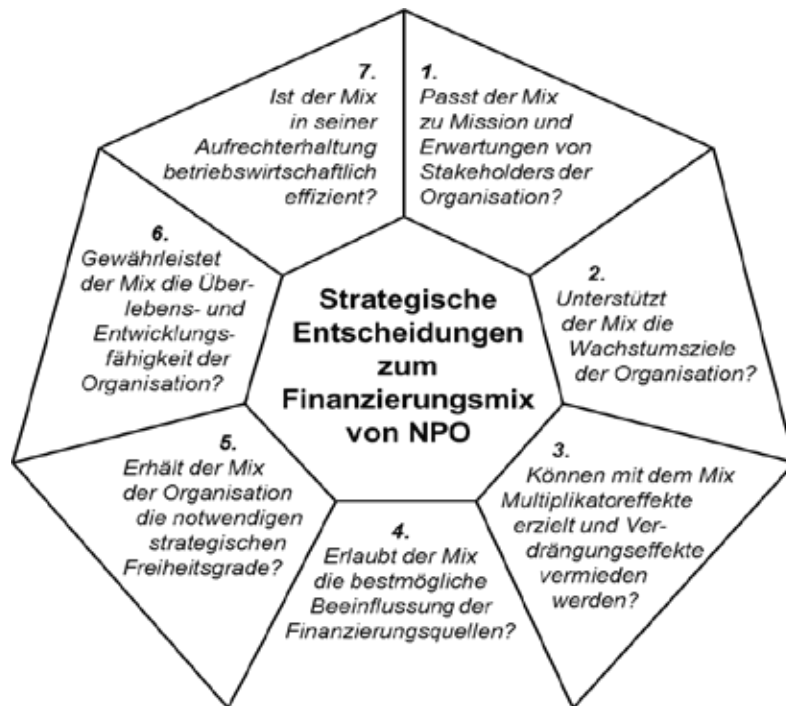 Strategische
Entscheidungen
zum
Finanzierungsmix
von NPO
1.
Passt der Mix
zu Mission und
Erwartungen von
Stakeholders der
Organisation?
2.
Unterstützt
der Mix die
Wachstumsziele
der Organisation?
3.
Können mit dem Mix
Multiplikatoreffekte
erzielt und Ver-
drängungseffekte
vermieden
werden?
4.
Erlaubt der Mix
die bestmögliche
Beeinflussung der
Finanzierungsquellen?
5.
Erhält der Mix
der Organisation
die notwendigen
strategischen
Freiheitsgrade?
6.
Gewährleistet
der Mix die Über-
lebens- und
Entwicklungs-
fähigkeit der
Organisation?
7.
Ist der Mix
in seiner
Aufrechterhaltung
betriebswirtschaftlich
effizient?